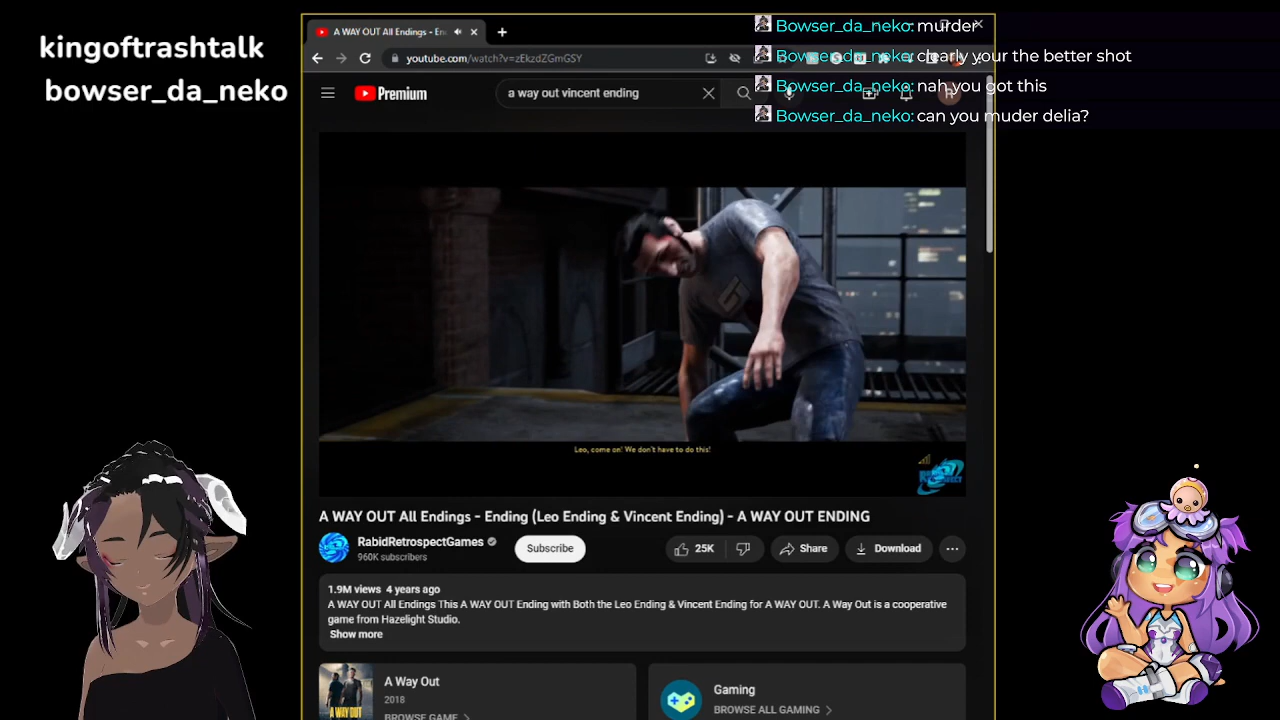 kingoftrashtalk
bowser_da_neko
A WAY OUT All Endings - En
youtube.com/watch?v=zEkzdZGmGSY
Premium
a way out vincent ending
Bowser_da_neko: murder
Bowser_da_neko: clearly your the better shot
Bowser_da_neko: nah you got this
Bowser_da_neko: can you muder delia?
Leo, come on! We don't have to do this!
A WAY OUT All Endings - Ending (Leo Ending & Vincent Ending) - A WAY OUT ENDING
RabidRetrospectGames
960K subscribers
Subscribe
25K
Share
Download
1.9M views 4 years ago
A WAY OUT All Endings This A WAY OUT Ending with Both the Leo Ending & Vincent Ending for A WAY OUT. A Way Out is a cooperative
game from Hazelight Studio.
Show more
A WAY OUT
A Way Out
2018
BROWSE GAME
Gaming
BROWSE ALL GAMING